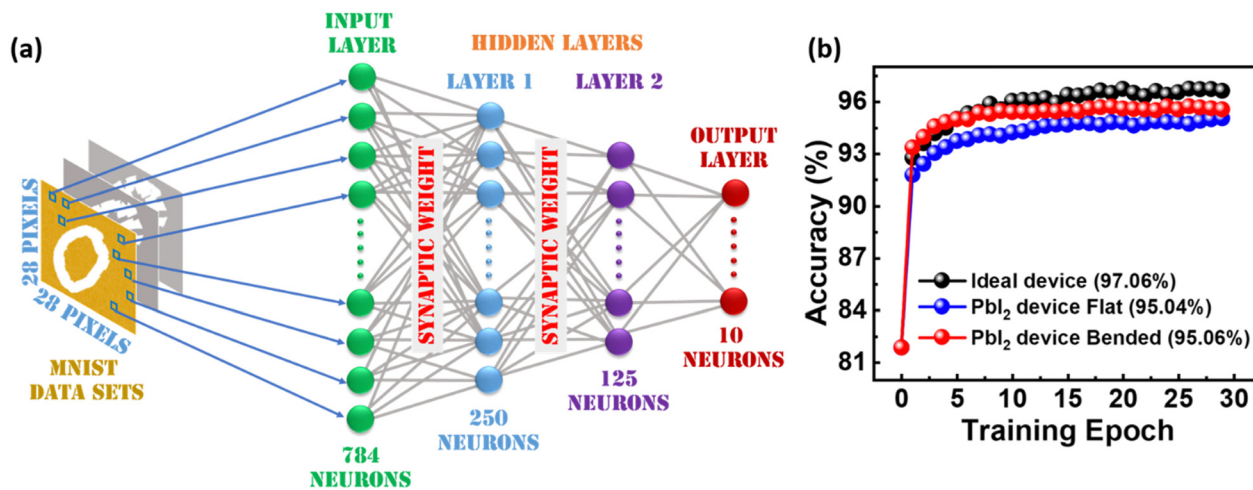 (a)
INPUT
LAYER
HIDDEN LAYERS
LAYER 1
LAYER 2
OUTPUT
LAYER
SYNAPTIC WEIGHT
SYNAPTIC WEIGHT
28 PIXELS
28 PIXELS
MNIST
DATA SETS
784
NEURONS
250
NEURONS
125
NEURONS
10
NEURONS
(b)
Accuracy (%)
96
93
90
87
84
81
Ideal device (97.06%)
PbI₂ device Flat (95.04%)
PbI₂ device Bended (95.06%)
0 5 10 15 20 25 30
Training Epoch